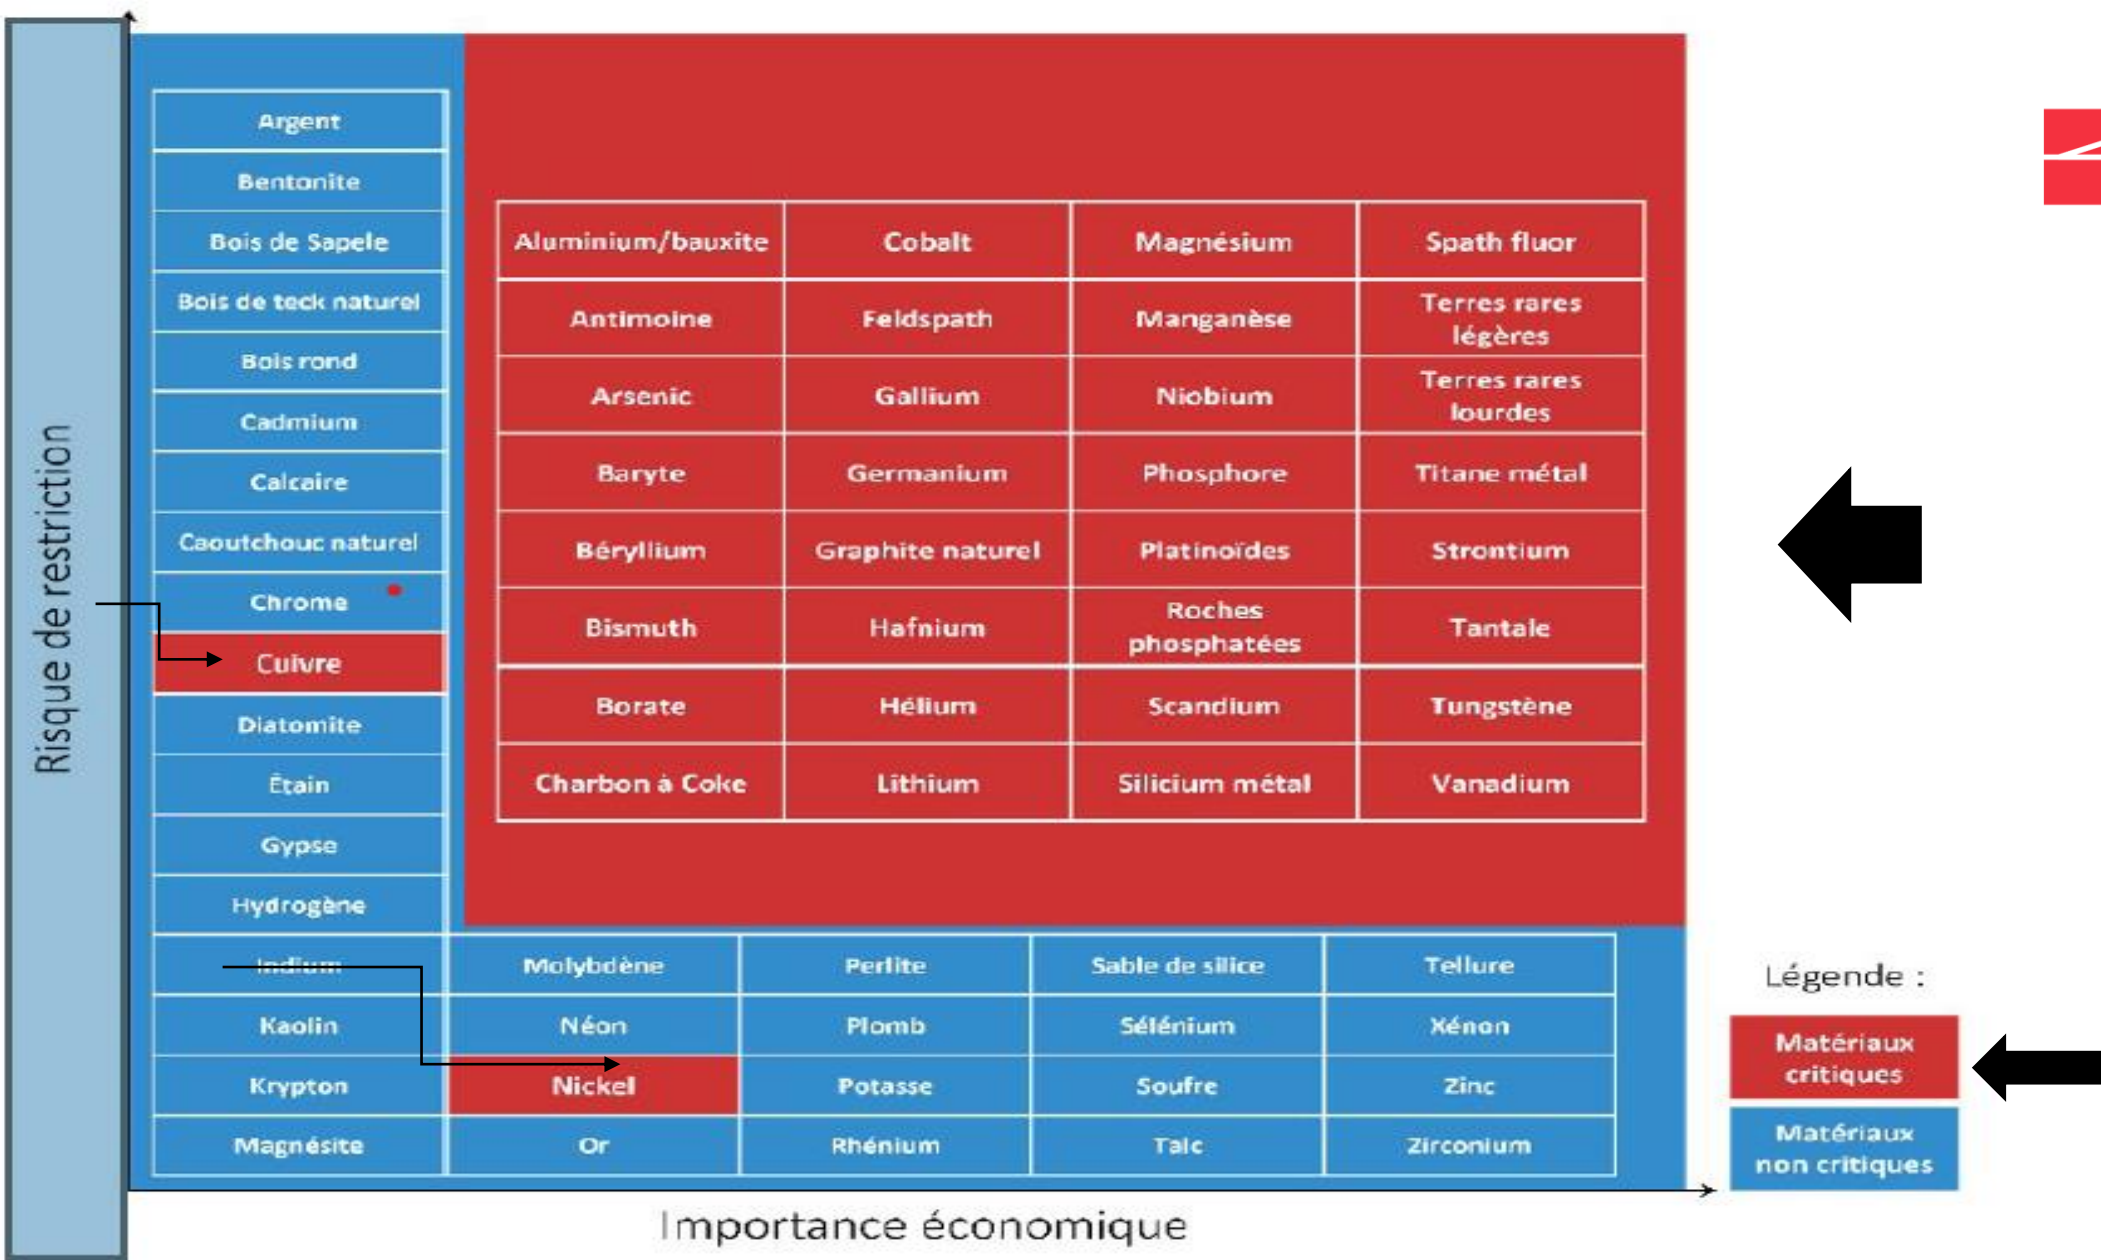 Risque de restriction
Argent
Bentonite
Bois de Sapele
Bois de teck naturel
Bois rond
Cadmium
Calcaire
Caoutchouc naturel
Chrome
Cuivre
Diatomite
Étain
Gypse
Hydrogène
Aluminium/bauxite Cobalt Magnésium Spath fluor
Antimoine Feldspath Manganèse Terres rares
légères
Arsenic Gallium Niobium Terres rares
lourdes
Baryte Germanium Phosphore Titane métal
Béryllium Graphite naturel Platinoïdes Strontium
Bismuth Hafnium Roches
phosphatées Tantale
Borate Hélium Scandium Tungstène
Charbon à Coke Lithium Silicium métal Vanadium
Indium Molybdène Perlite Sable de silice Tellure
Kaolin Néon Plomb Sélénium Xénon
Krypton Nickel Potasse Soufre Zinc
Magnésite Or Rhénium Talc Zirconium
Importance économique
Légende :
Matériaux
critiques
Matériaux
non critiques